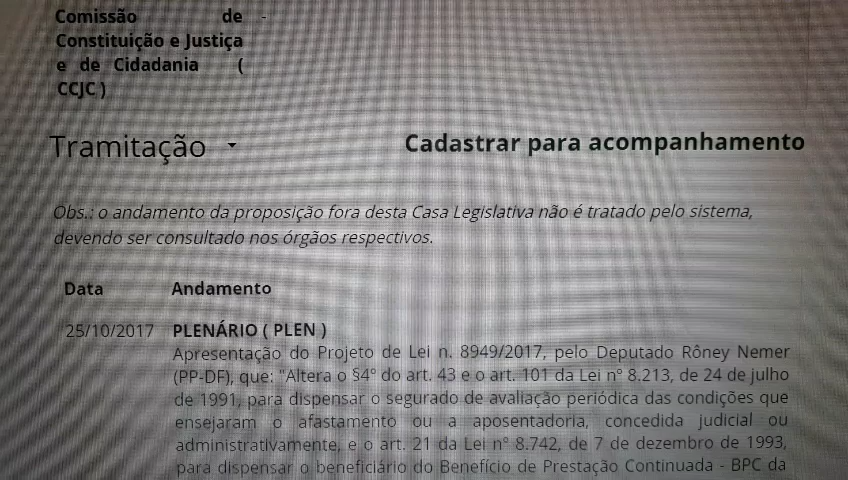 Comissão de -
Constituição e Justiça
e de Cidadania (
CCJC )
Tramitação Cadastrar para acompanhamento
Obs.: o andamento da proposição fora desta Casa Legislativa não é tratado pelo sistema,
devendo ser consultado nos órgãos respectivos.
Data Andamento
25/10/2017 PLENÁRIO ( PLEN )
Apresentação do Projeto de Lei n. 8949/2017, pelo Deputado Rôney Nemer
(PP-DF), que: "Altera o §4º do art. 43 e o art. 101 da Lei nº 8.213, de 24 de julho
de 1991, para dispensar o segurado de avaliação periódica das condições que
ensejaram o afastamento ou a aposentadoria, concedida judicial ou
administrativamente, e o art. 21 da Lei nº 8.742, de 7 de dezembro de 1993,
para dispensar o beneficiário do Benefício de Prestação Continuada - BPC da